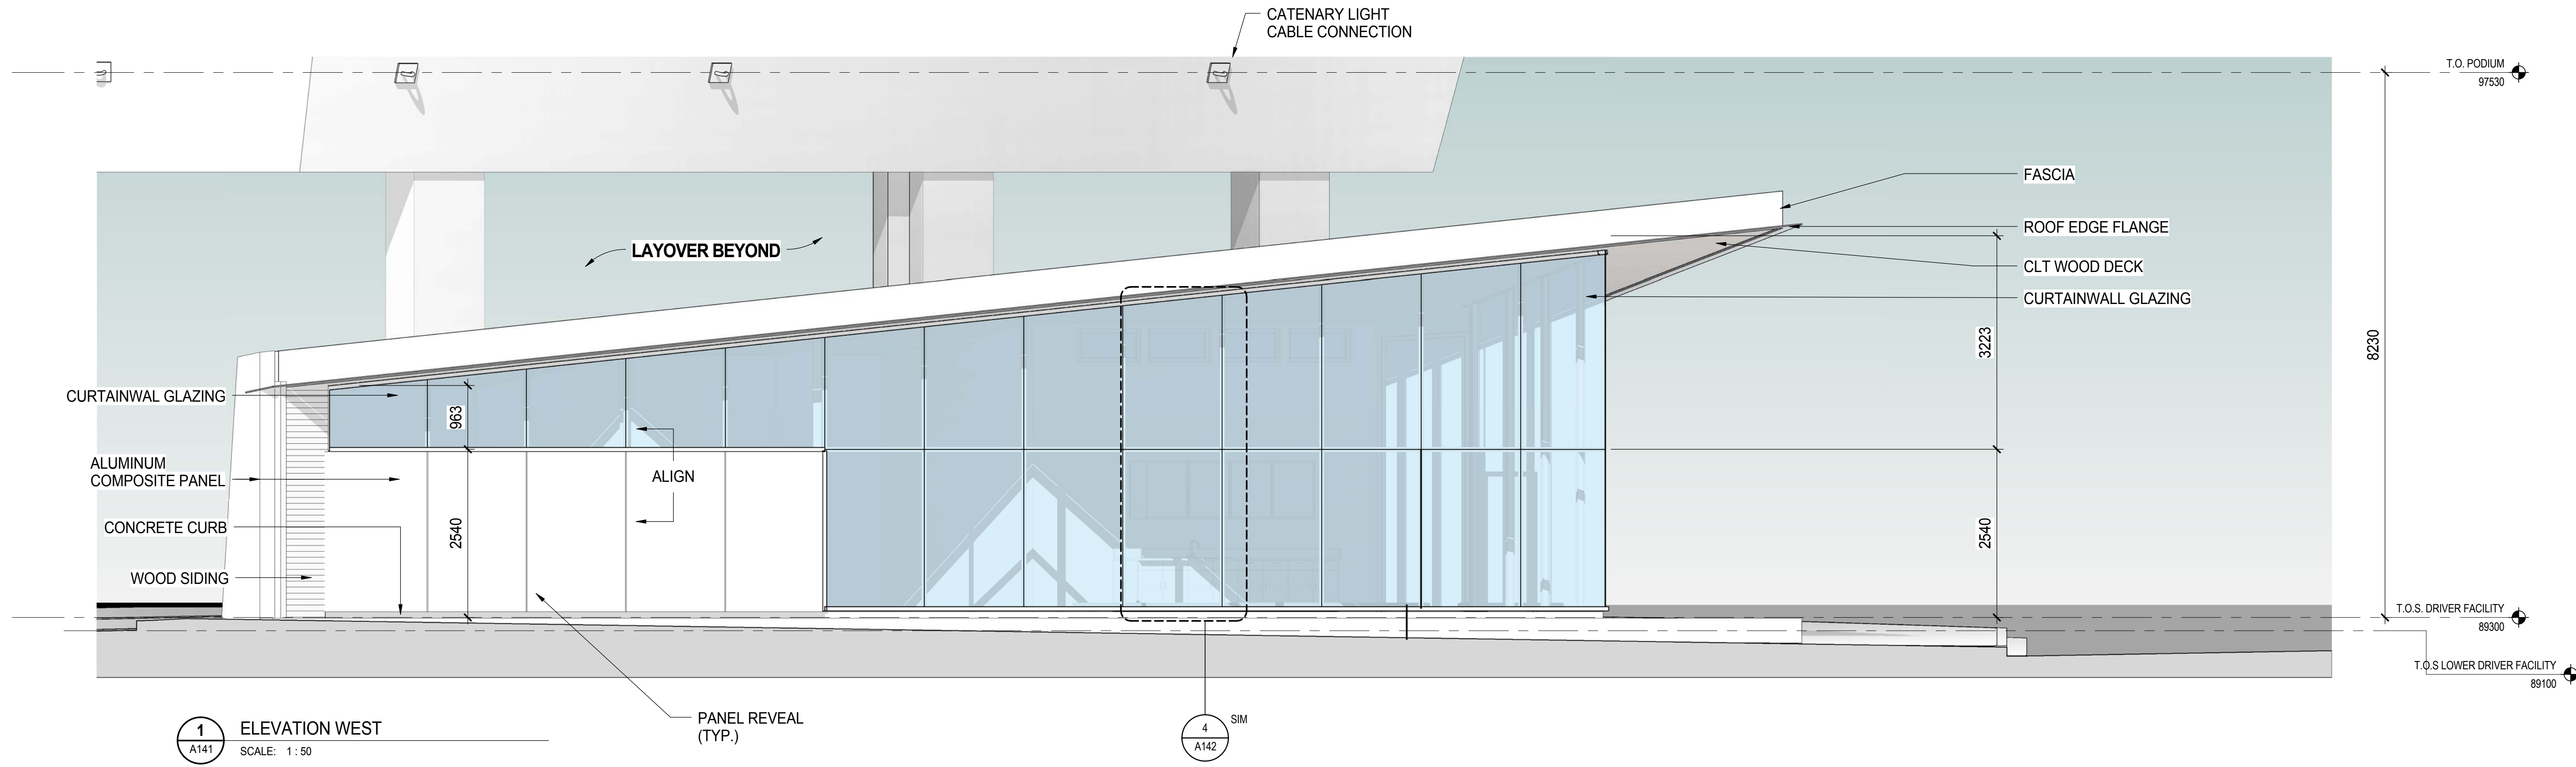 CATENARY LIGHT
CABLE CONNECTION
T.O. PODIUM
97530
FASCIA
ROOF EDGE FLANGE
LAYOVER BEYOND
CLT WOOD DECK
CURTAINWALL GLAZING
3223
8230
CURTAINWAL GLAZING
963
ALUMINUM
COMPOSITE PANEL
ALIGN
CONCRETE CURB
2540
2540
WOOD SIDING
T.O.S. DRIVER FACILITY
89300
T.O.S LOWER DRIVER FACILITY
89100
PANEL REVEAL
(TYP.)
4
SIM
A142
1
ELEVATION WEST
A141
SCALE: 1 : 50